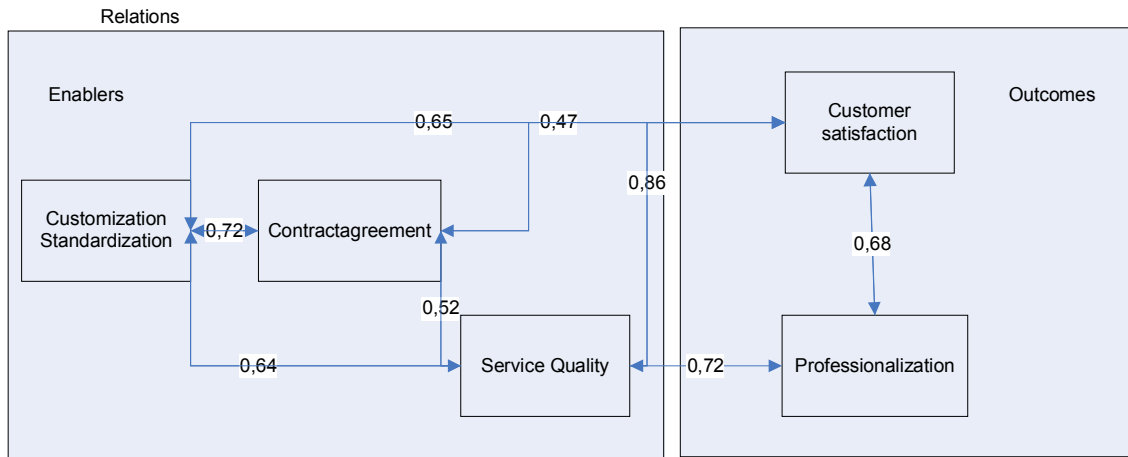 Relations
Enablers
Outcomes
Customer
satisfaction
0,65
0,47
0,86
Customization
Standardization
0,72
Contractagreement
0,68
0,52
Service Quality
Professionalization
0,64
0,72